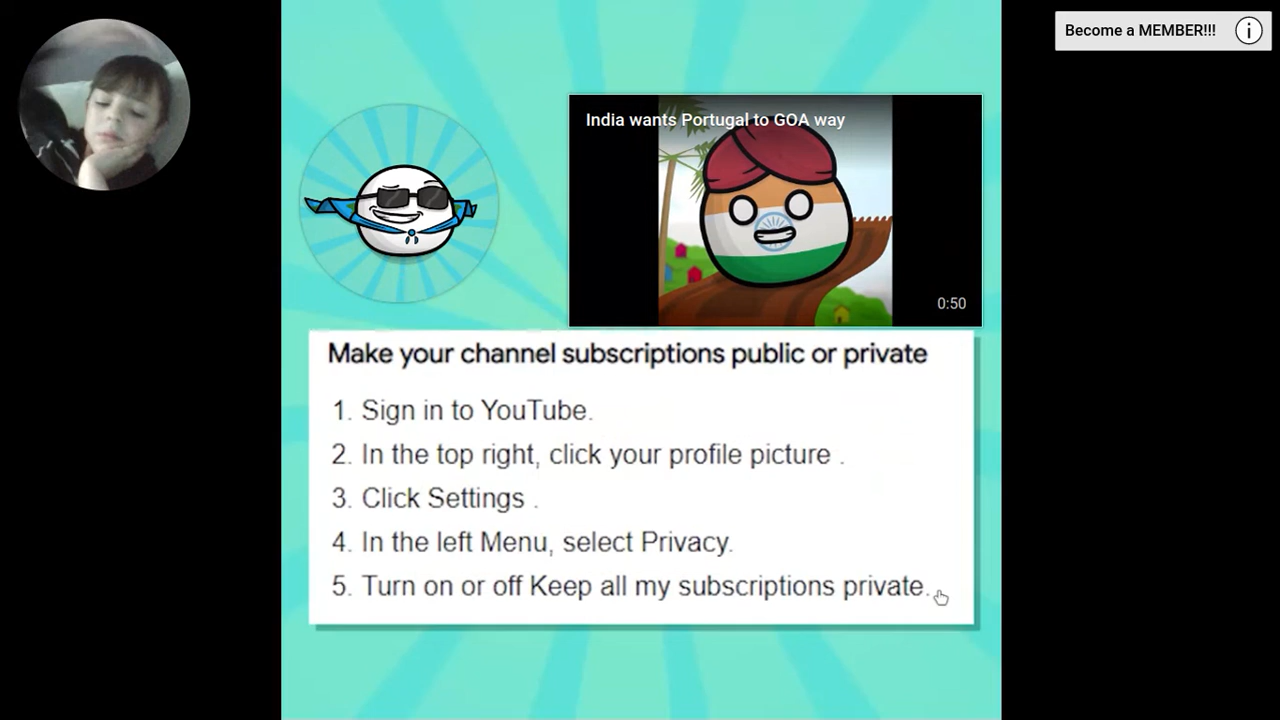 Become a MEMBER!!!
India wants Portugal to GOA way
0:50
Make your channel subscriptions public or private
1. Sign in to YouTube.
2. In the top right, click your profile picture .
3. Click Settings .
4. In the left Menu, select Privacy.
5. Turn on or off Keep all my subscriptions private.